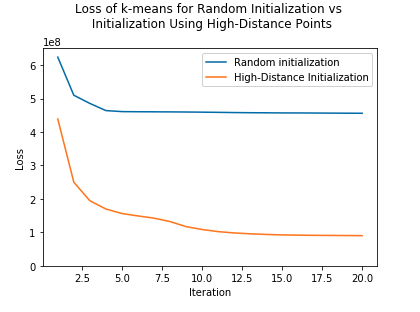 Loss of k-means for Random Initialization vs
Initialization Using High-Distance Points
1e8
6
5
4
3
2
1
0
Loss
Random initialization
High-Distance Initialization
2.5 5.0 7.5 10.0 12.5 15.0 17.5 20.0
Iteration